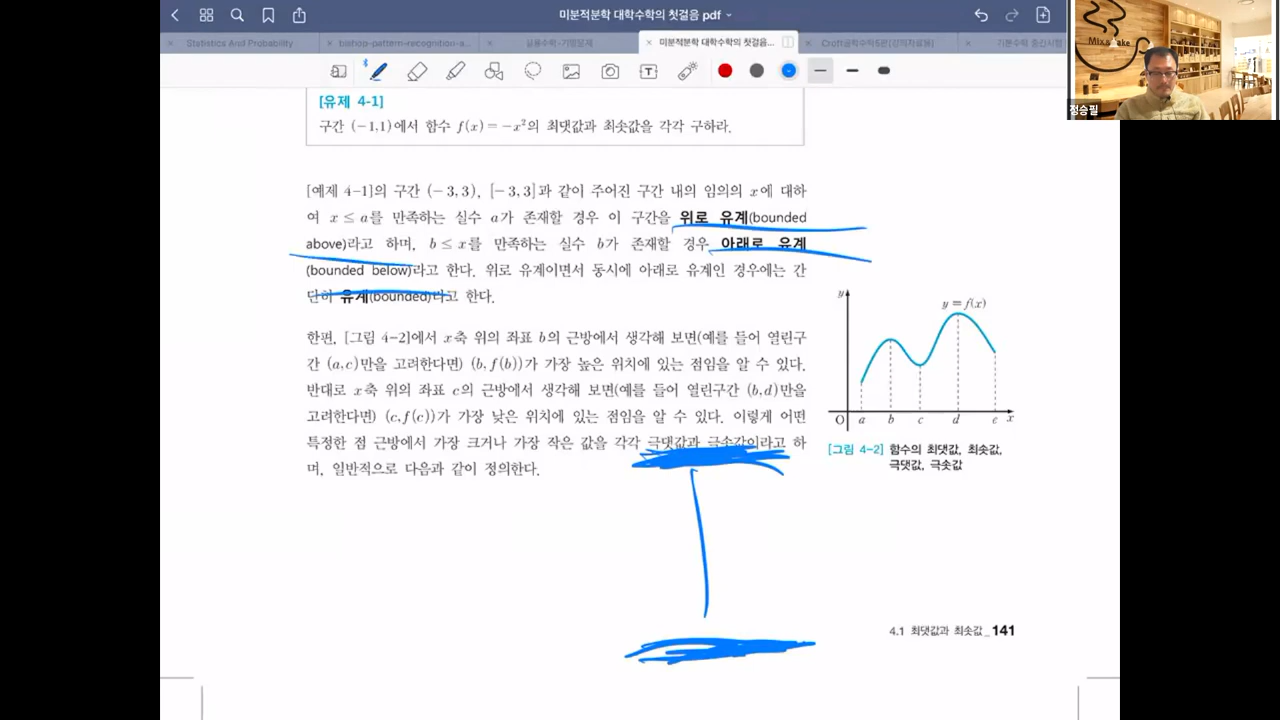 미분적분학 대학수학의 첫걸음 pdf
Statistics And Probability
bishop-pattern-recognition-a...
실용수학-기말문제
미분적분학 대학수학의 첫걸음...
Croft공학수학5판(강의자료용)
기분수학 중간시험
Mix
정승필
[유제 4-1]
구간 (−1,1)에서 함수 f(x)=−x²의 최댓값과 최솟값을 각각 구하라.
[예제 4-1]의 구간 (−3,3), [−3,3]과 같이 주어진 구간 내의 임의의 x에 대하
여 x≤a를 만족하는 실수 a가 존재할 경우 이 구간을 위로 유계(bounded
above)라고 하며, b≤x를 만족하는 실수 b가 존재할 경우 아래로 유계
(bounded below)라고 한다. 위로 유계이면서 동시에 아래로 유계인 경우에는 간
단히 유계(bounded)라고 한다.
한편, [그림 4-2]에서 x축 위의 좌표 b의 근방에서 생각해 보면(예를 들어 열린구
간 (a,c)만을 고려한다면) (b,f(b))가 가장 높은 위치에 있는 점임을 알 수 있다.
반대로 x축 위의 좌표 c의 근방에서 생각해 보면(예를 들어 열린구간 (b,d)만을
고려한다면) (c,f(c))가 가장 낮은 위치에 있는 점임을 알 수 있다. 이렇게 어떤
특정한 점 근방에서 가장 크거나 가장 작은 값을 각각 극댓값과 극솟값이라고 하
며, 일반적으로 다음과 같이 정의한다.
y
y=f(x)
O a b c d e x
[그림 4-2] 함수의 최댓값, 최솟값,
극댓값, 극솟값
4.1 최댓값과 최솟값_141